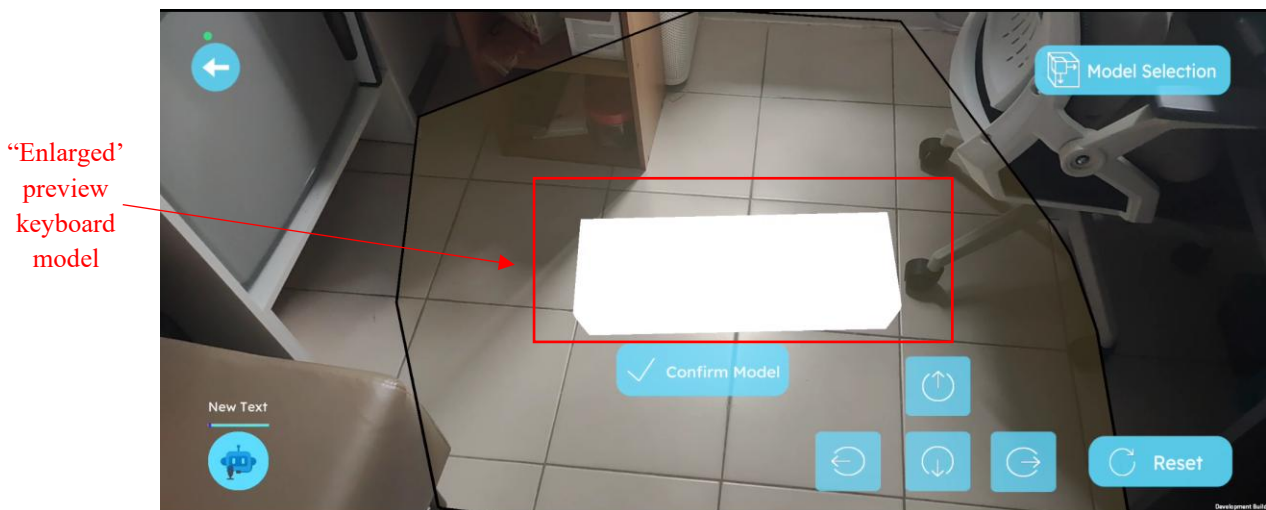 “Enlarged’
preview
keyboard
model
Model Selection
Confirm Model
New Text
Reset
Development Build